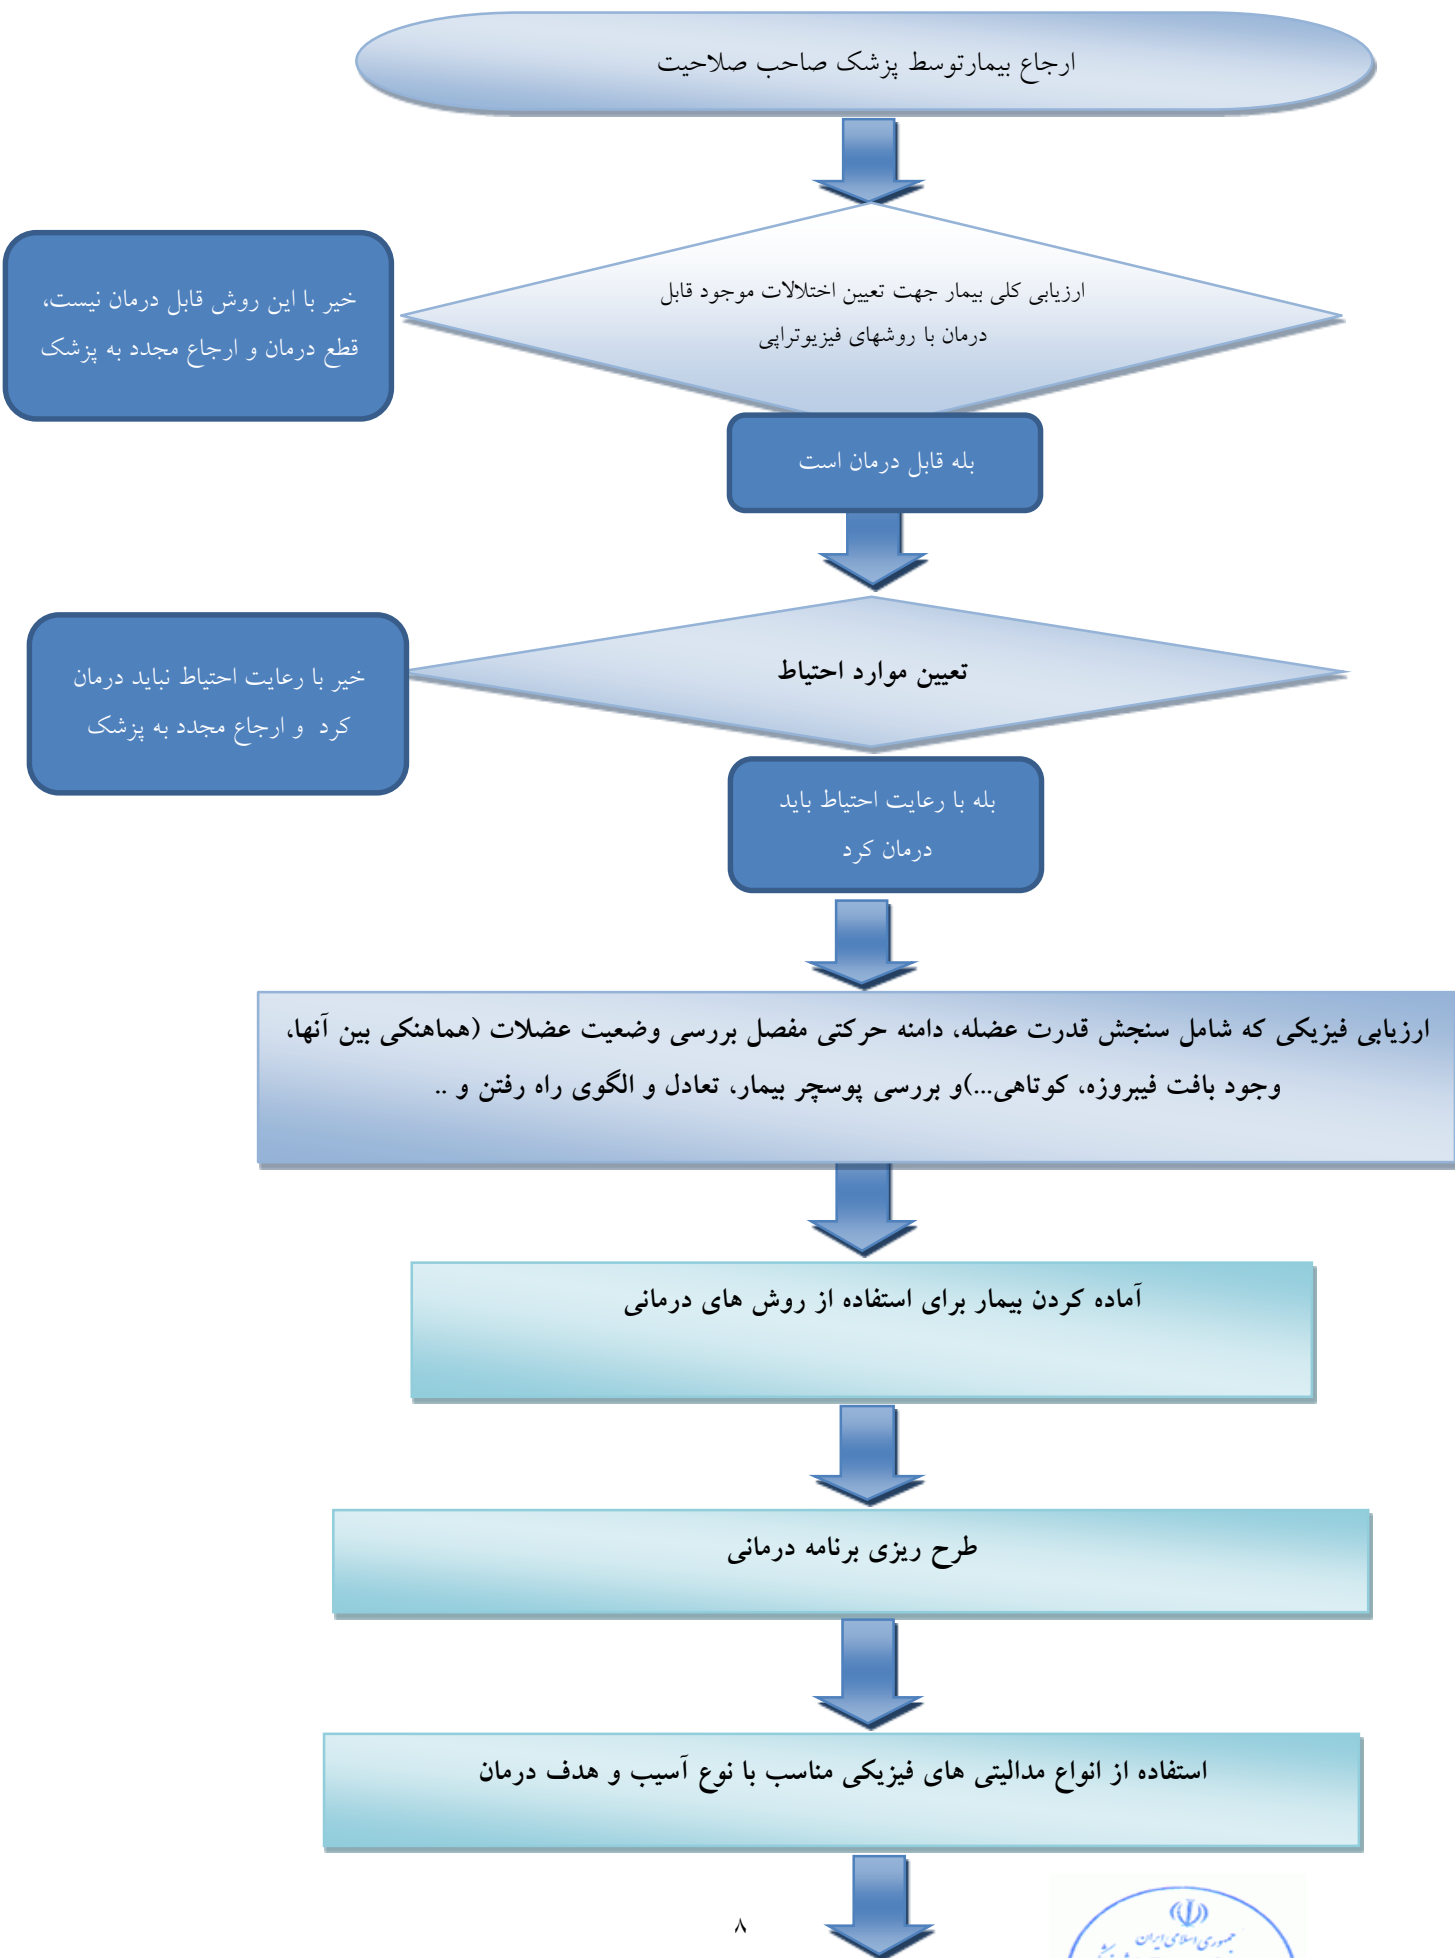 ارجاع بیمارتوسط پزشک صاحب صلاحیت
ارزیابی کلی بیمار جهت تعیین اختلالات موجود قابل
درمان با روشهای فیزیوتراپی
خیر با این روش قابل درمان نیست،
قطع درمان و ارجاع مجدد به پزشک
بله قابل درمان است
تعیین موارد احتیاط
خیر با رعایت احتیاط نباید درمان
کرد و ارجاع مجدد به پزشک
بله با رعایت احتیاط باید
درمان کرد
ارزیابی فیزیکی که شامل سنجش قدرت عضله، دامنه حرکتی مفصل بررسی وضعیت عضلات (هماهنکی بین آنها،
وجود بافت فیبروزه، کوتاهی...)و بررسی پوسچر بیمار، تعادل و الگوی راه رفتن و ..
آماده کردن بیمار برای استفاده از روش های درمانی
طرح ریزی برنامه درمانی
استفاده از انواع مدالیتی های فیزیکی مناسب با نوع آسیب و هدف درمان
۸
جمهوری اسلامی ایران